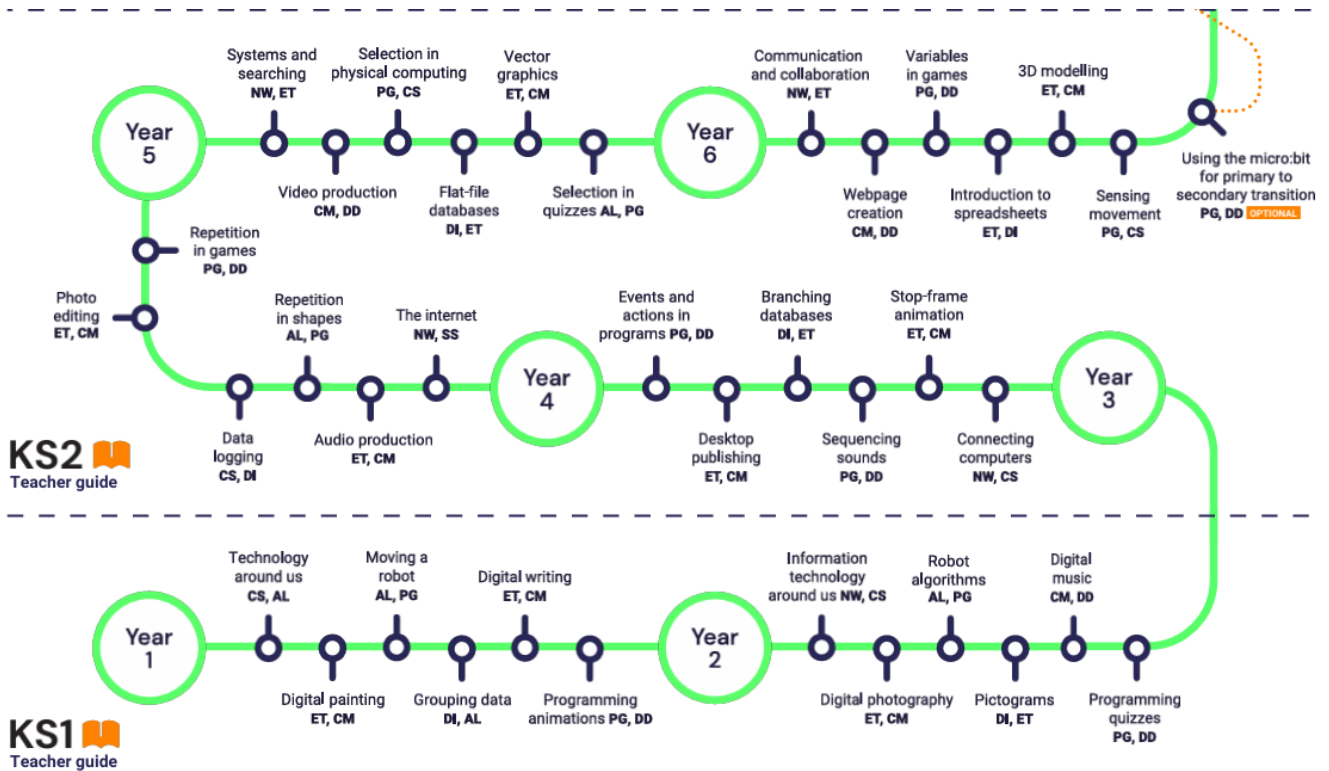 Systems and
searching
NW, ET
Selection in
physical computing
PG, CS
Vector
graphics
ET, CM
Communication
and collaboration
NW, ET
Variables
in games
PG, DD
3D modelling
ET, CM
Year
5
Year
6
Video production
CM, DD
Flat-file
databases
DI, ET
Selection in
quizzes AL, PG
Webpage
creation
CM, DD
Introduction to
spreadsheets
ET, DI
Sensing
movement
PG, CS
Using the micro:bit
for primary to
secondary transition
PG, DD OPTIONAL
Repetition
in games
PG, DD
Photo
editing
ET, CM
Repetition
in shapes
AL, PG
The internet
NW, SS
Events and
actions in
programs PG, DD
Branching
databases
DI, ET
Stop-frame
animation
ET, CM
Year
4
Year
3
Data
logging
CS, DI
Audio production
ET, CM
Desktop
publishing
ET, CM
Sequencing
sounds
PG, DD
Connecting
computers
NW, CS
KS2
Teacher guide
Technology
around us
CS, AL
Moving a
robot
AL, PG
Digital writing
ET, CM
Information
technology
around us NW, CS
Robot
algorithms
AL, PG
Digital
music
CM, DD
Year
1
Year
2
Digital painting
ET, CM
Grouping data
DI, AL
Programming
animations PG, DD
Digital photography
ET, CM
Pictograms
DI, ET
Programming
quizzes
PG, DD
KS1
Teacher guide